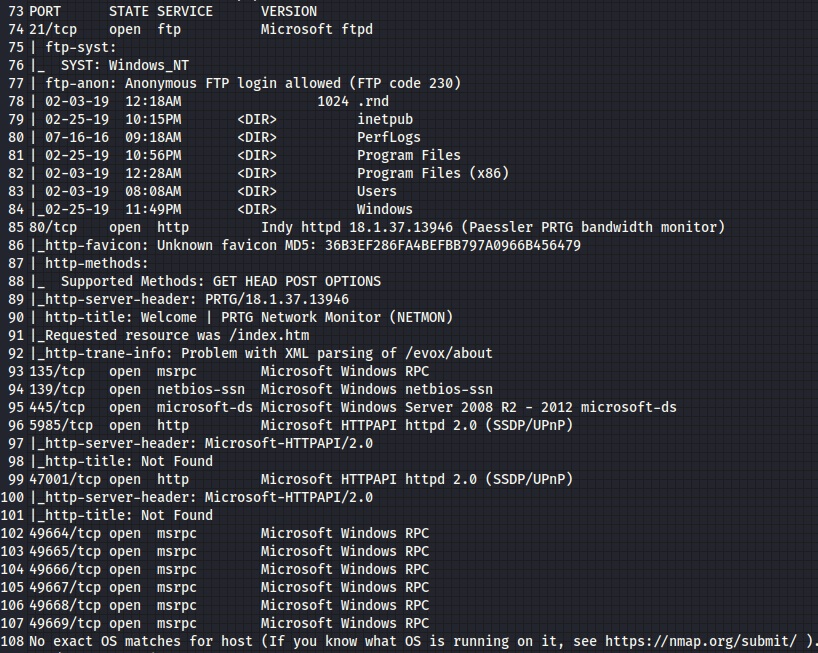 73 PORT      STATE SERVICE      VERSION
74 21/tcp    open  ftp          Microsoft ftpd
75 | ftp-syst:
76 |_  SYST: Windows_NT
77 | ftp-anon: Anonymous FTP login allowed (FTP code 230)
78 | 02-03-19  12:18AM                 1024 .rnd
79 | 02-25-19  10:15PM       <DIR>          inetpub
80 | 07-16-16  09:18AM       <DIR>          PerfLogs
81 | 02-25-19  10:56PM       <DIR>          Program Files
82 | 02-03-19  12:28AM       <DIR>          Program Files (x86)
83 | 02-03-19  08:08AM       <DIR>          Users
84 |_02-25-19  11:49PM       <DIR>          Windows
85 80/tcp    open  http         Indy httpd 18.1.37.13946 (Paessler PRTG bandwidth monitor)
86 |_http-favicon: Unknown favicon MD5: 36B3EF286FA4BEFBB797A0966B456479
87 | http-methods:
88 |_  Supported Methods: GET HEAD POST OPTIONS
89 |_http-server-header: PRTG/18.1.37.13946
90 | http-title: Welcome | PRTG Network Monitor (NETMON)
91 |_Requested resource was /index.htm
92 |_http-trane-info: Problem with XML parsing of /evox/about
93 135/tcp   open  msrpc        Microsoft Windows RPC
94 139/tcp   open  netbios-ssn  Microsoft Windows netbios-ssn
95 445/tcp   open  microsoft-ds Microsoft Windows Server 2008 R2 - 2012 microsoft-ds
96 5985/tcp  open  http         Microsoft HTTPAPI httpd 2.0 (SSDP/UPnP)
97 |_http-server-header: Microsoft-HTTPAPI/2.0
98 |_http-title: Not Found
99 47001/tcp open  http         Microsoft HTTPAPI httpd 2.0 (SSDP/UPnP)
100 |_http-server-header: Microsoft-HTTPAPI/2.0
101 |_http-title: Not Found
102 49664/tcp open  msrpc        Microsoft Windows RPC
103 49665/tcp open  msrpc        Microsoft Windows RPC
104 49666/tcp open  msrpc        Microsoft Windows RPC
105 49667/tcp open  msrpc        Microsoft Windows RPC
106 49668/tcp open  msrpc        Microsoft Windows RPC
107 49669/tcp open  msrpc        Microsoft Windows RPC
108 No exact OS matches for host (If you know what OS is running on it, see https://nmap.org/submit/ ).